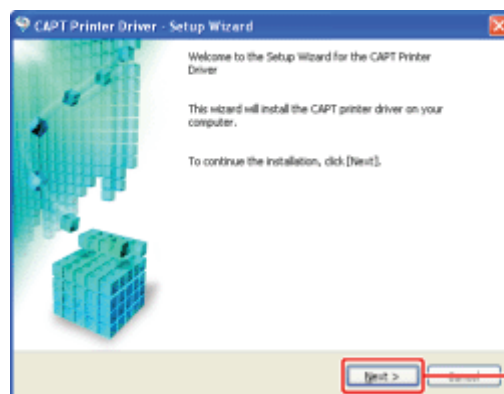 CAPT Printer Driver - Setup Wizard
Welcome to the Setup Wizard for the CAPT Printer
Driver
This wizard will install the CAPT printer driver on your
computer.
To continue the installation, click [Next].
Next > Cancel